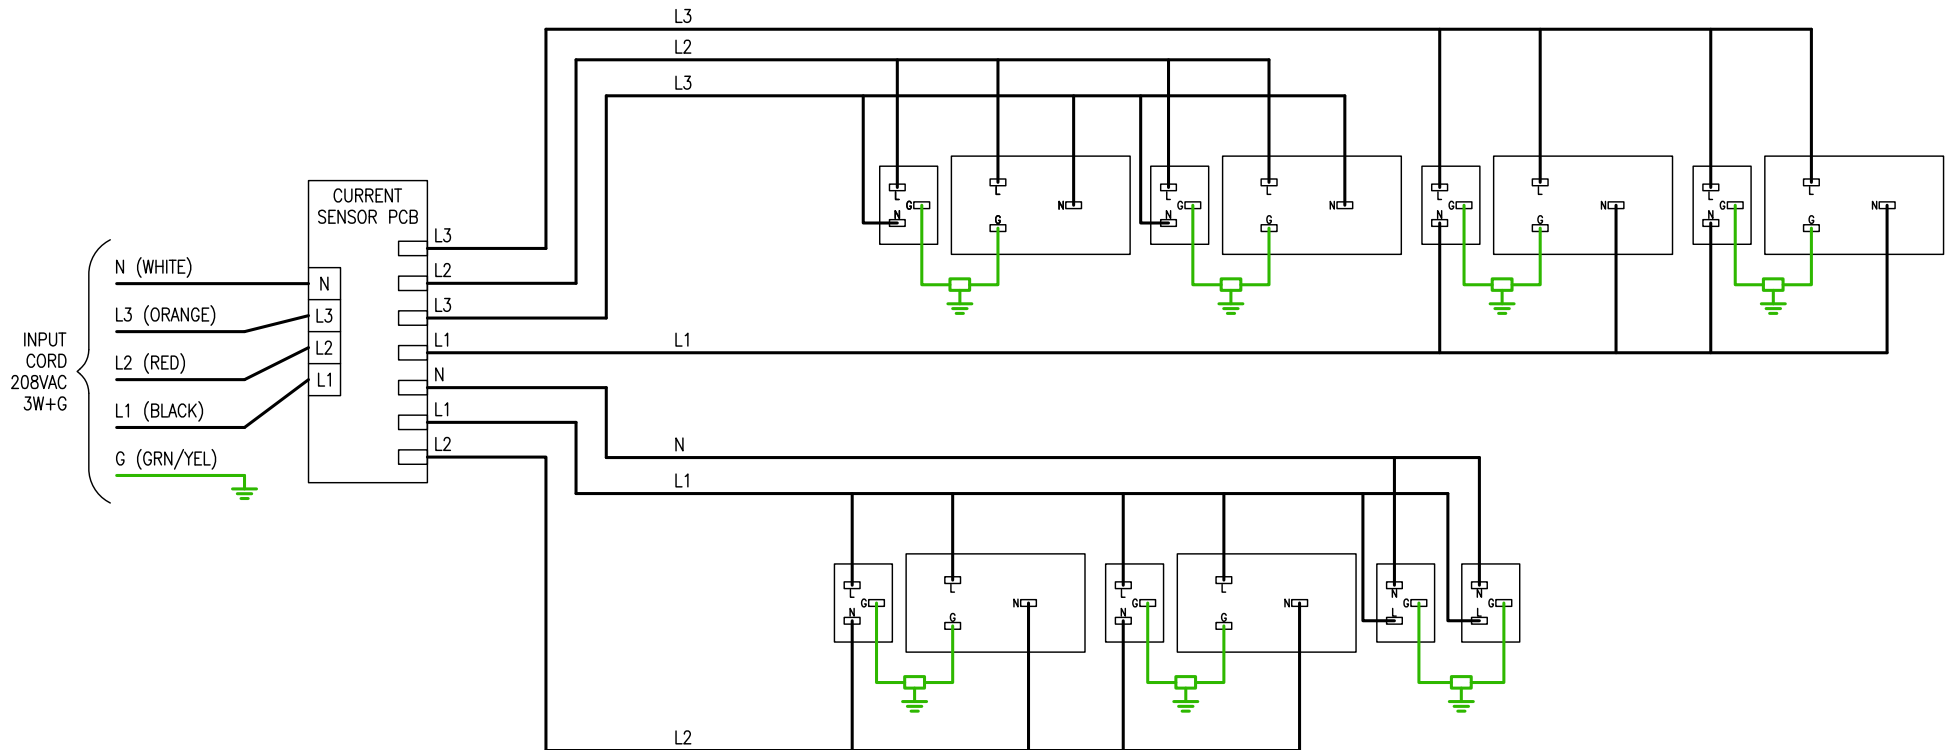 L3
L2
L3
CURRENT
SENSOR PCB
L3
L2
L3
L1
N
L1
L2
N
L3
L2
L1
INPUT
CORD
208VAC
3W+G
N (WHITE)
L3 (ORANGE)
L2 (RED)
L1 (BLACK)
G (GRN/YEL)
L G N
L G N
L G N
L G N
L G N
L G N
L G N
L G N
L1
N
L1
L G N
L G N
L G N
L G N
N G L
N G L
L2